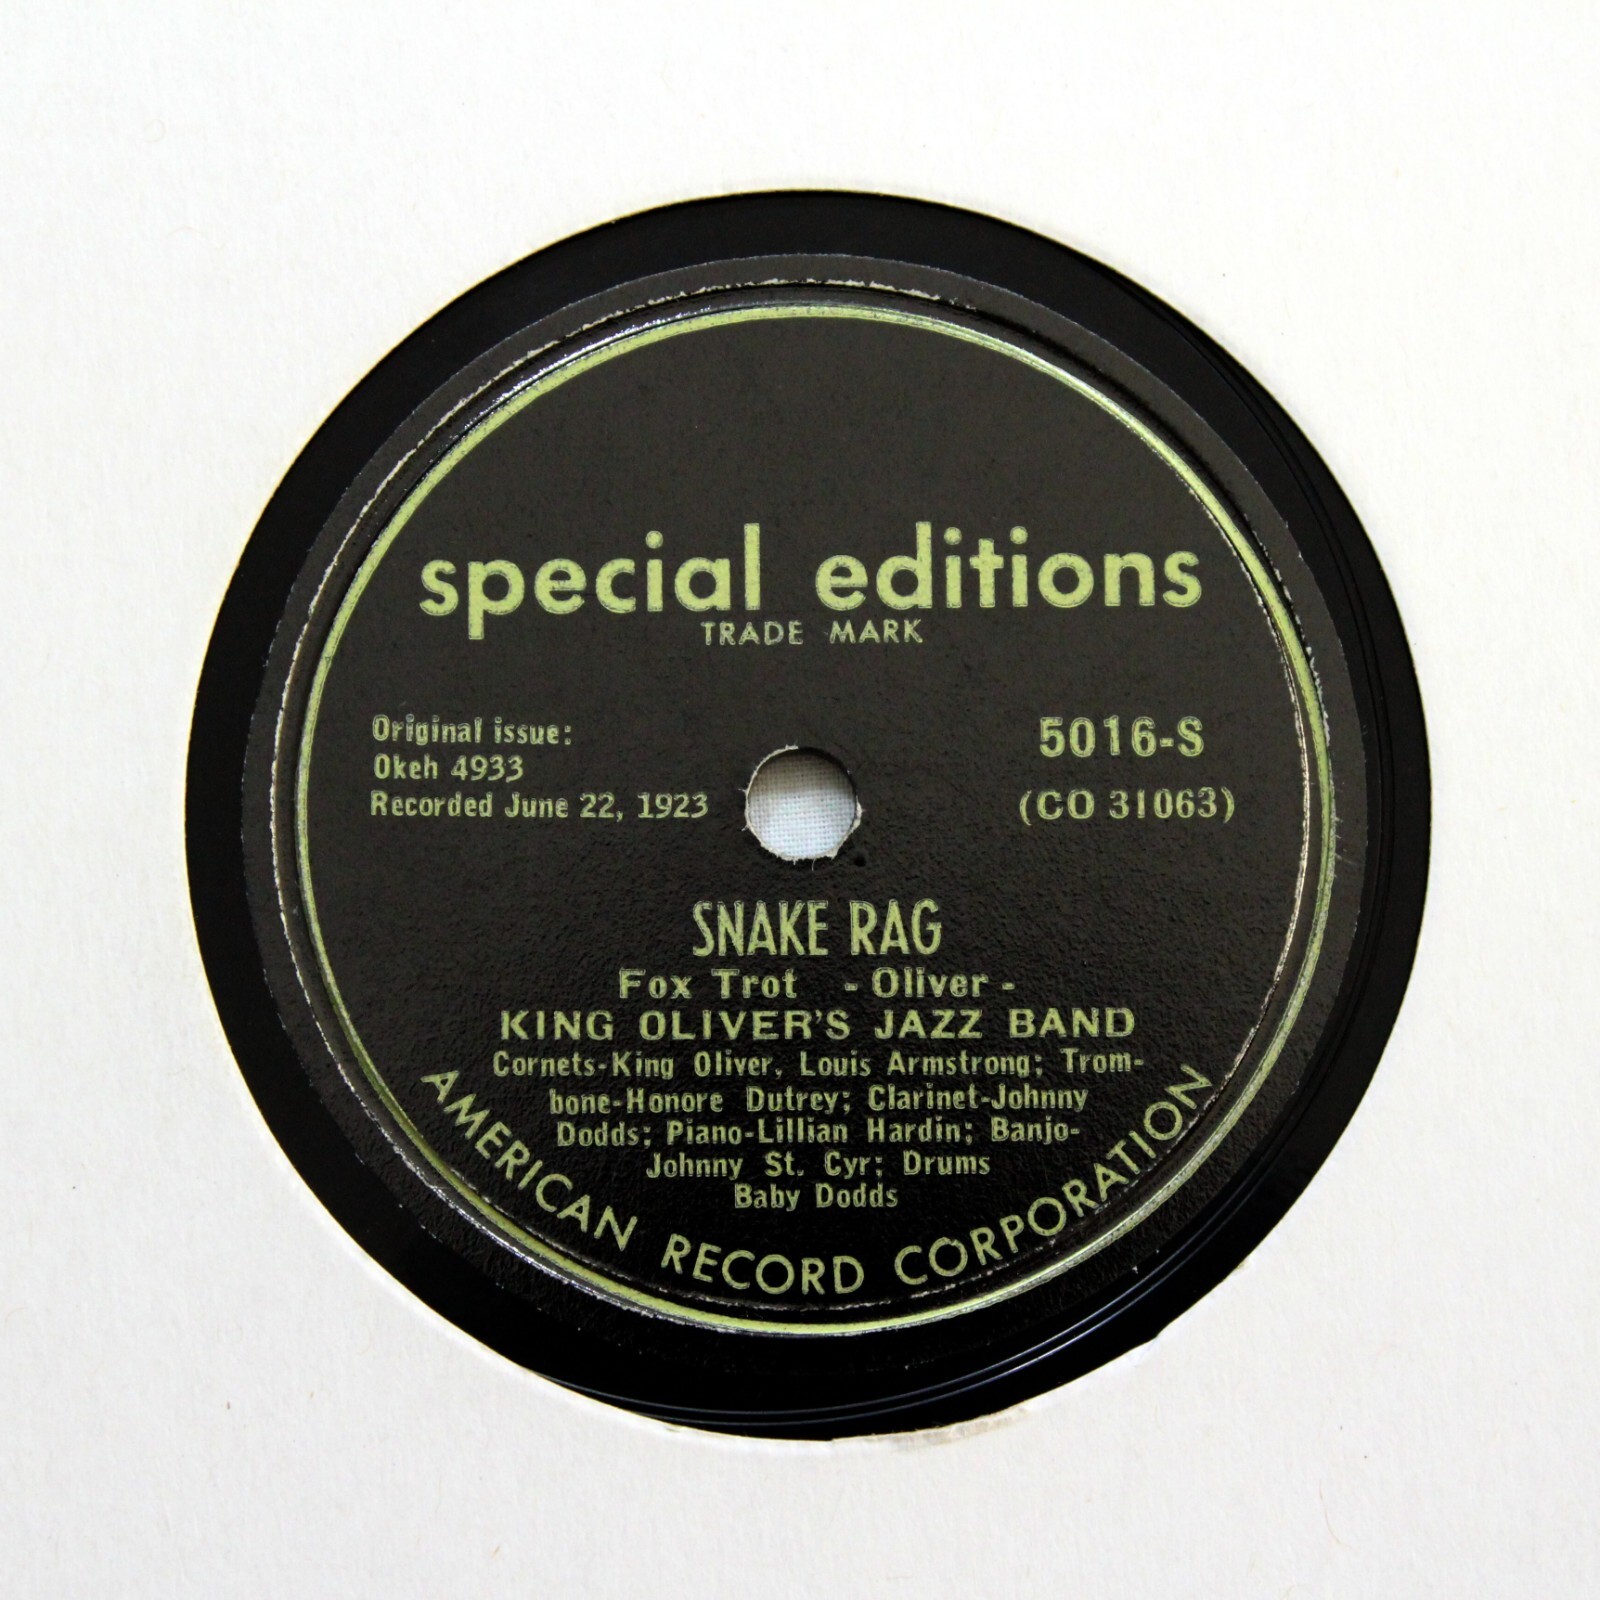 special editions
TRADE MARK
Original issue:
Okeh 4933
Recorded June 22, 1923
5016-S
(CO 31063)
SNAKE RAG
Fox Trot - Oliver -
KING OLIVER'S JAZZ BAND
Cornets-King Oliver, Louis Armstrong; Trom-
bone-Honore Dutrey; Clarinet-Johnny
Dodds; Piano-Lillian Hardin; Banjo-
Johnny St. Cyr; Drums
Baby Dodds
AMERICAN RECORD CORPORATION